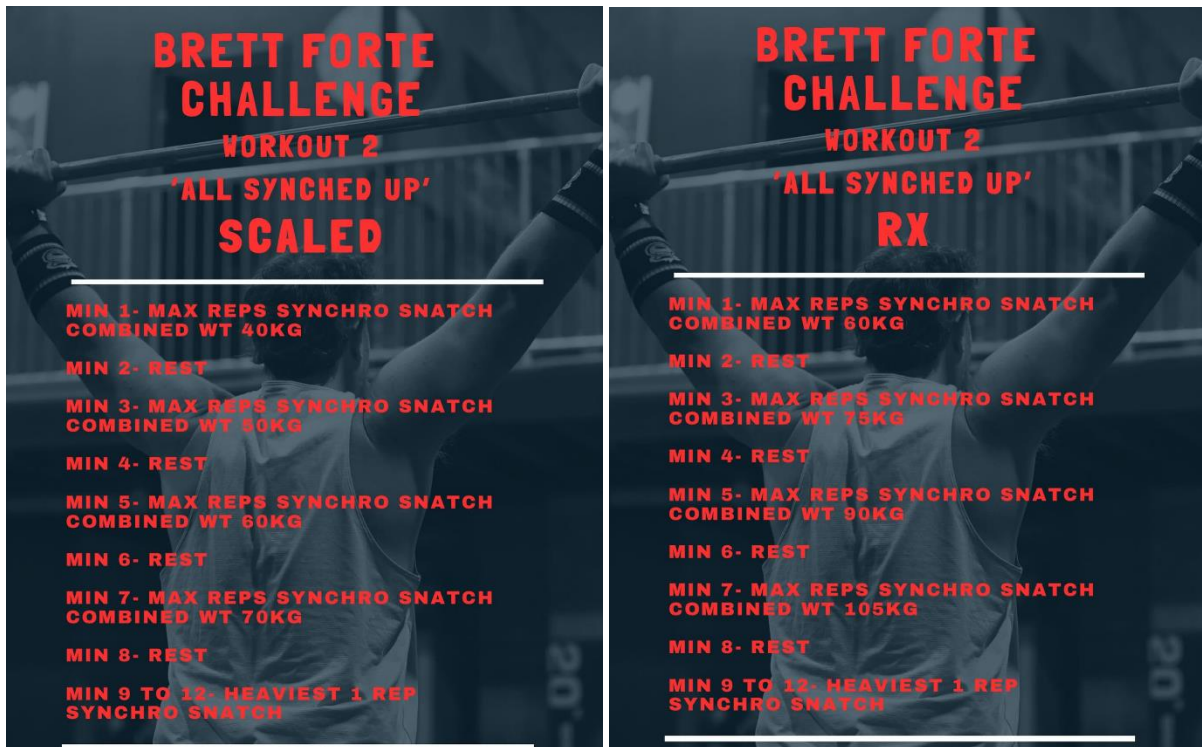 BRETT FORTE
CHALLENGE
WORKOUT 2
'ALL SYNCHED UP'
SCALED
MIN 1- MAX REPS SYNCHRO SNATCH
COMBINED WT 40KG
MIN 2- REST
MIN 3- MAX REPS SYNCHRO SNATCH
COMBINED WT 50KG
MIN 4- REST
MIN 5- MAX REPS SYNCHRO SNATCH
COMBINED WT 60KG
MIN 6- REST
MIN 7- MAX REPS SYNCHRO SNATCH
COMBINED WT 70KG
MIN 8- REST
MIN 9 TO 12- HEAVIEST 1 REP
SYNCHRO SNATCH
20'
BRETT FORTE
CHALLENGE
WORKOUT 2
'ALL SYNCHED UP'
RX
MIN 1- MAX REPS SYNCHRO SNATCH
COMBINED WT 60KG
MIN 2- REST
MIN 3- MAX REPS SYNCHRO SNATCH
COMBINED WT 75KG
MIN 4- REST
MIN 5- MAX REPS SYNCHRO SNATCH
COMBINED WT 90KG
MIN 6- REST
MIN 7- MAX REPS SYNCHRO SNATCH
COMBINED WT 105KG
MIN 8- REST
MIN 9 TO 12- HEAVIEST 1 REP
SYNCHRO SNATCH
20'